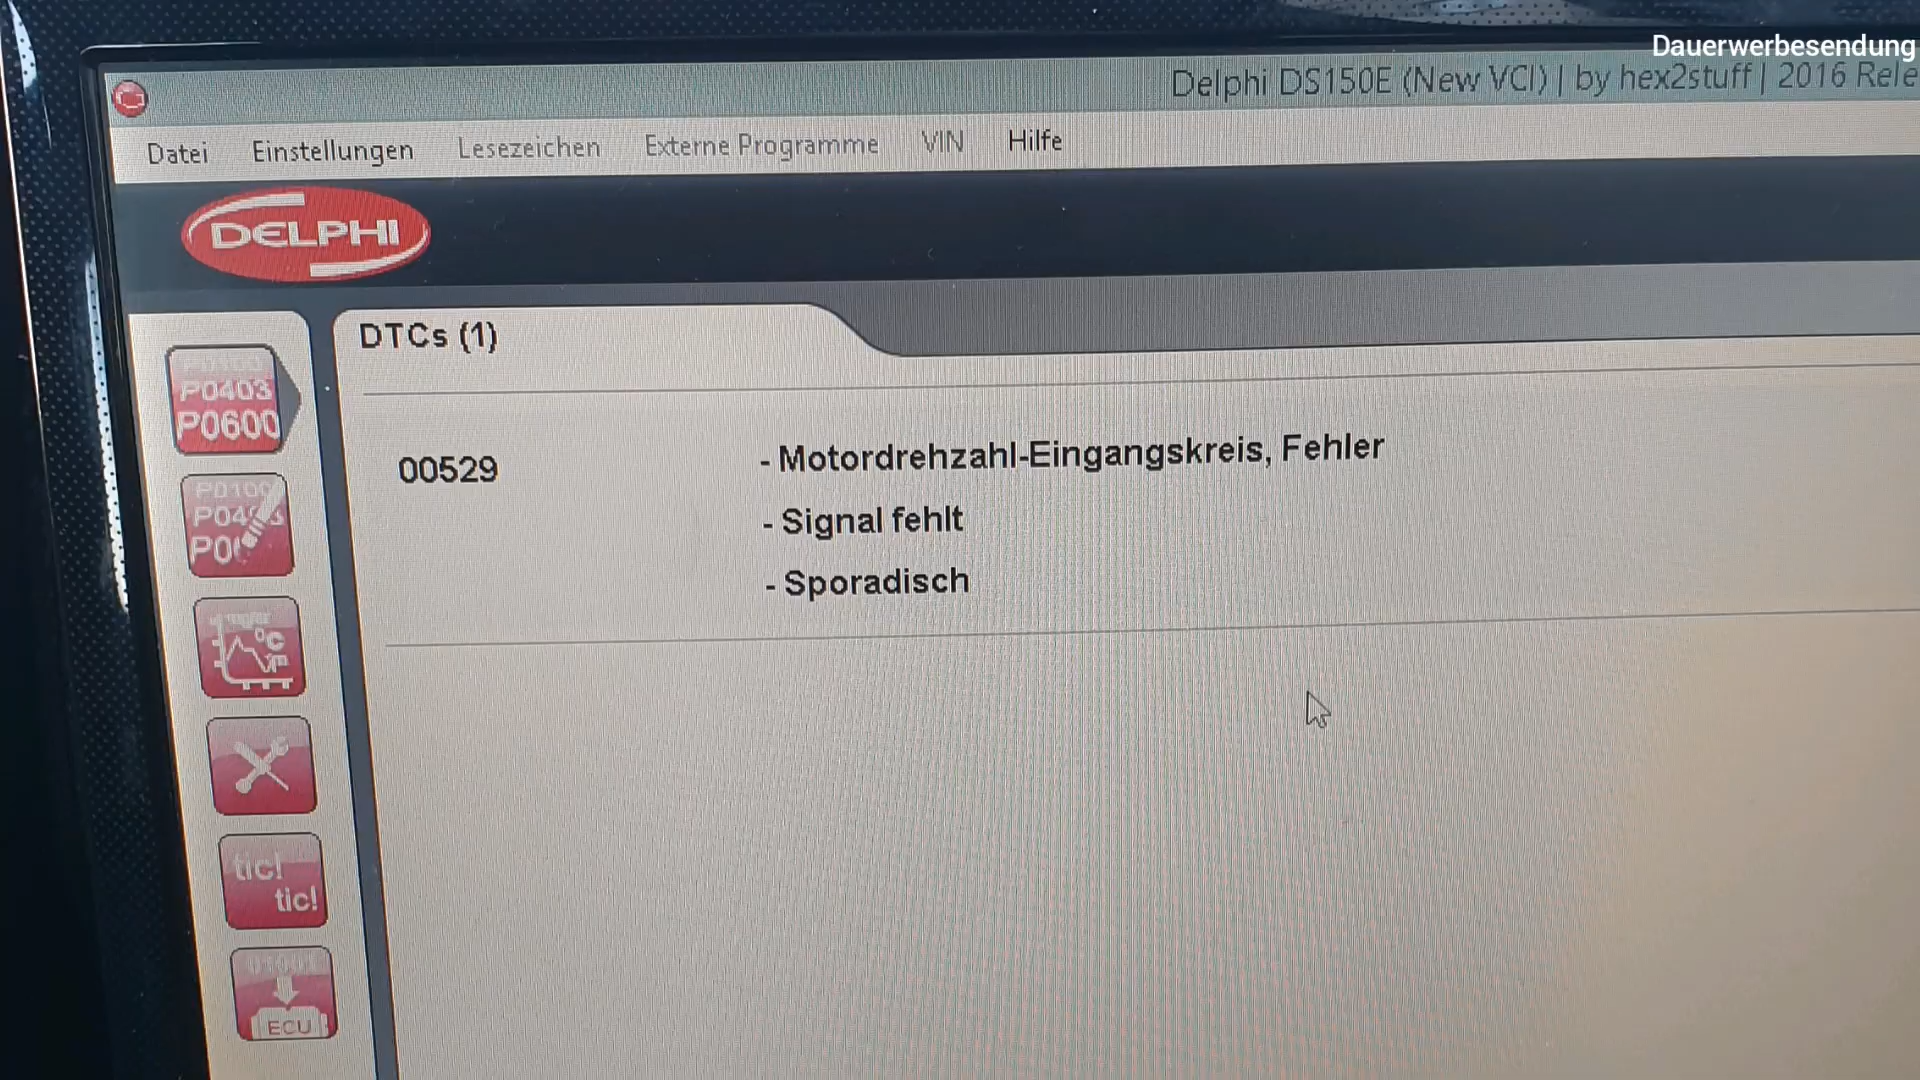 Dauerwerbesendung
Delphi DS150E (New VCI) | by hex2stuff | 2016 Rele
Datei Einstellungen Lesezeichen Externe Programme VIN Hilfe
DELPHI
DTCs (1)
P0403
P0600
00529
- Motordrehzahl-Eingangskreis, Fehler
- Signal fehlt
- Sporadisch
P0100
°C
tic!
tic!
ECU